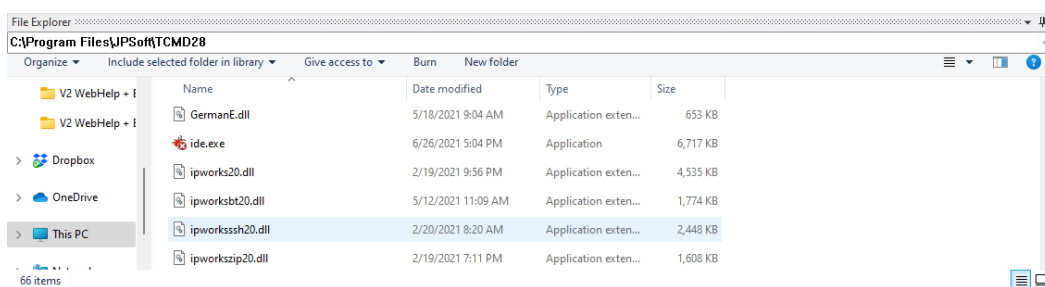 File Explorer
C:\Program Files\JPSoft\TCMD28
Organize Include selected folder in library Give access to Burn New folder
Name Date modified Type Size
V2 WebHelp + E
V2 WebHelp + E
Dropbox
OneDrive
This PC
GermanE.dll 5/18/2021 9:04 AM Application exten... 653 KB
ide.exe 6/26/2021 5:04 PM Application 6,717 KB
ipworks20.dll 2/19/2021 9:56 PM Application exten... 4,535 KB
ipworksbt20.dll 5/12/2021 11:09 AM Application exten... 1,774 KB
ipworksssh20.dll 2/20/2021 8:20 AM Application exten... 2,448 KB
ipworkszip20.dll 2/19/2021 7:11 PM Application exten... 1,608 KB
66 items